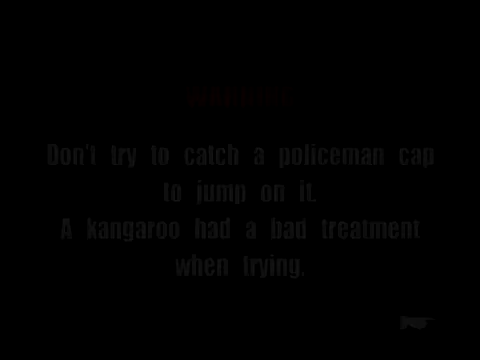 Don't try to catch a policeman cap
to jump on it.
A kangaroo had a bad treatment
when trying.